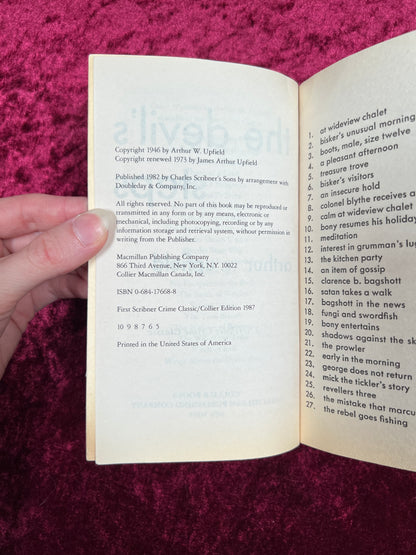 Copyright 1946 by Arthur W. Upfield
Copyright renewed 1973 by James Arthur Upfield
Published 1982 by Charles Scribner's Sons by arrangement with
Doubleday & Company, Inc.
All rights reserved. No part of this book may be reproduced or
transmitted in any form or by any means, electronic or
mechanical, including photocopying, recording or by any
information storage and retrieval system, without permission in
writing from the Publisher.
Macmillan Publishing Company
866 Third Avenue, New York, N.Y. 10022
Collier Macmillan Canada, Inc.
ISBN 0-684-17668-8
First Scribner Crime Classic/Collier Edition 1987
10 9 8 7 6 5
Printed in the United States of America
the devil's
1. at wideview chalet
2. bisker's unusual morning
3. boots, male, size twelve
4. a pleasant afternoon
5. treasure trove
6. bisker's visitors
7. an insecure hold
8. colonel blythe receives a
9. calm at wideview chalet
10. bony resumes his holiday
11. meditation
12. interest in grumman's
13. the kitchen party
14. an item of gossip
15. clarence b. bagshott
16. satan takes a walk
17. bagshott in the news
18. fungi and swordfish
19. bony entertains
20. shadows against the
21. the prowler
22. early in the morning
23. george does not return
24. mick the tickler's story
25. revellers three
26. the mistake that
27. the rebel goes fishing